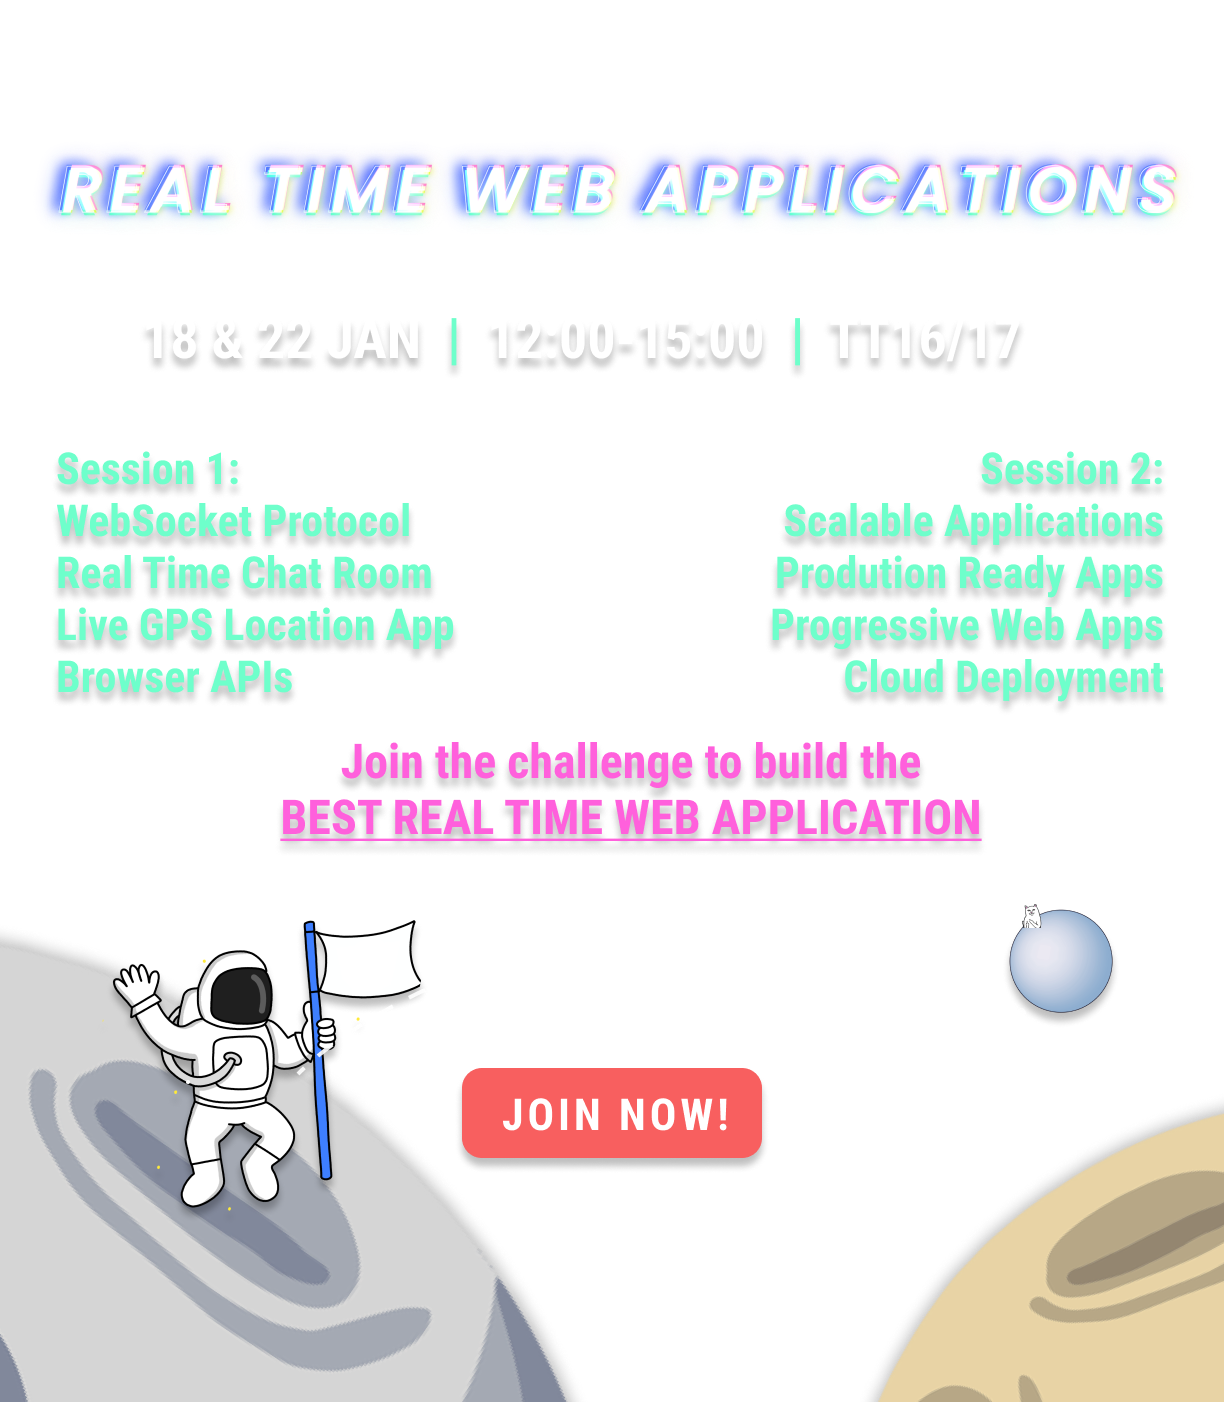 REAL TIME WEB APPLICATIONS
18 & 22 JAN | 12:00-15:00 | TT16/17
Session 1:
WebSocket Protocol
Real Time Chat Room
Live GPS Location App
Browser APIs
Session 2:
Scalable Applications
Prodution Ready Apps
Progressive Web Apps
Cloud Deployment
Join the challenge to build the
BEST REAL TIME WEB APPLICATION
JOIN NOW!